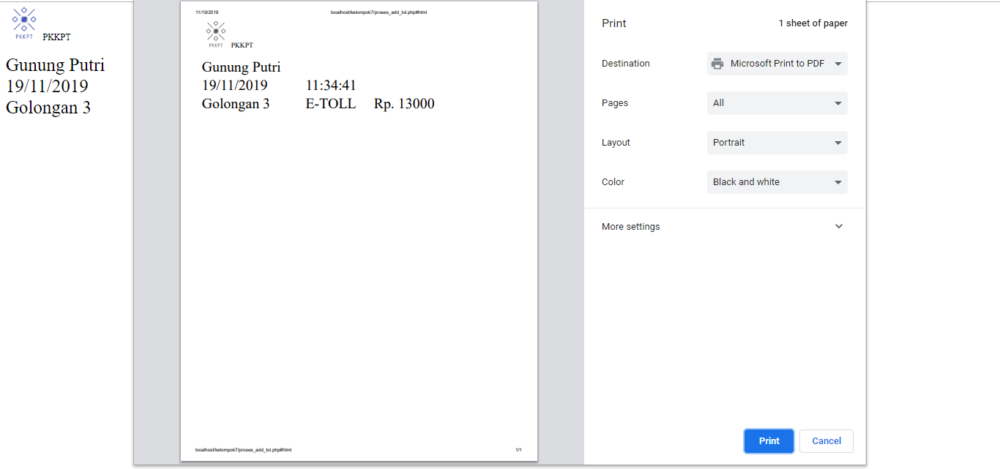 PKKPT PKKPT
Gunung Putri
19/11/2019
Golongan 3
11/19/2019 localhost/kelompok7/proses_add_tol.php#html
PKKPT PKKPT
Gunung Putri
19/11/2019 11:34:41
Golongan 3 E-TOLL Rp. 13000
localhost/kelompok7/proses_add_tol.php#html 1/1
Print 1 sheet of paper
Destination Microsoft Print to PDF
Pages All
Layout Portrait
Color Black and white
More settings
Print Cancel